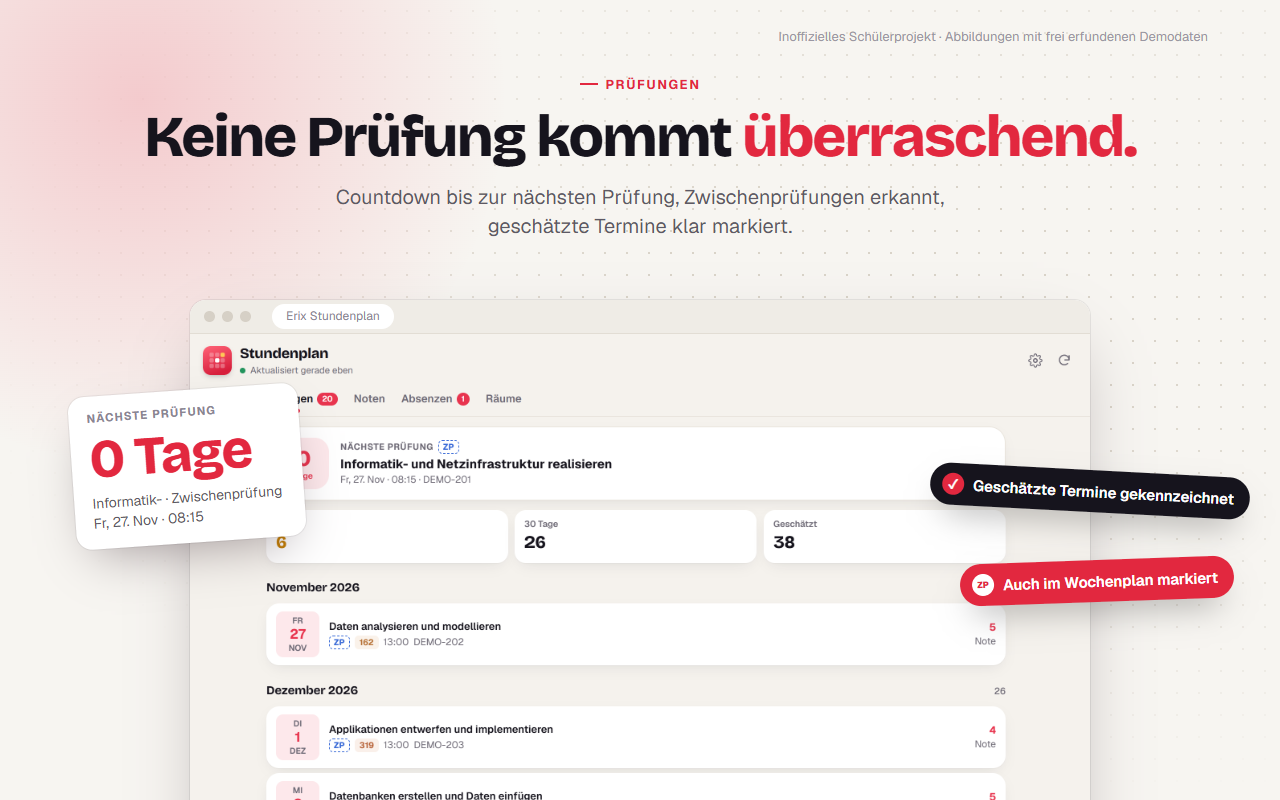 Inoffizielles Schülerprojekt · Abbildungen mit frei erfundenen Demodaten
— PRÜFUNGEN
Keine Prüfung kommt überraschend.
Countdown bis zur nächsten Prüfung, Zwischenprüfungen erkannt,
geschätzte Termine klar markiert.
Erix Stundenplan
Stundenplan
Aktualisiert gerade eben
20 Noten Absenzen ! Räume
NÄCHSTE PRÜFUNG
0 Tage
Informatik- · Zwischenprüfung
Fr, 27. Nov · 08:15
NÄCHSTE PRÜFUNG ZP
Informatik- und Netzinfrastruktur realisieren
Fr, 27. Nov · 08:15 · DEMO-201
Geschätzte Termine gekennzeichnet
6
30 Tage
26
Geschätzt
38
ZP Auch im Wochenplan markiert
November 2026
FR
27
NOV
Daten analysieren und modellieren
ZP 162 13:00 DEMO-202
5
Note
Dezember 2026 26
DI
1
DEZ
Applikationen entwerfen und implementieren
ZP 319 13:00 DEMO-203
4
Note
MI
Datenbanken erstellen und Daten einfügen
5